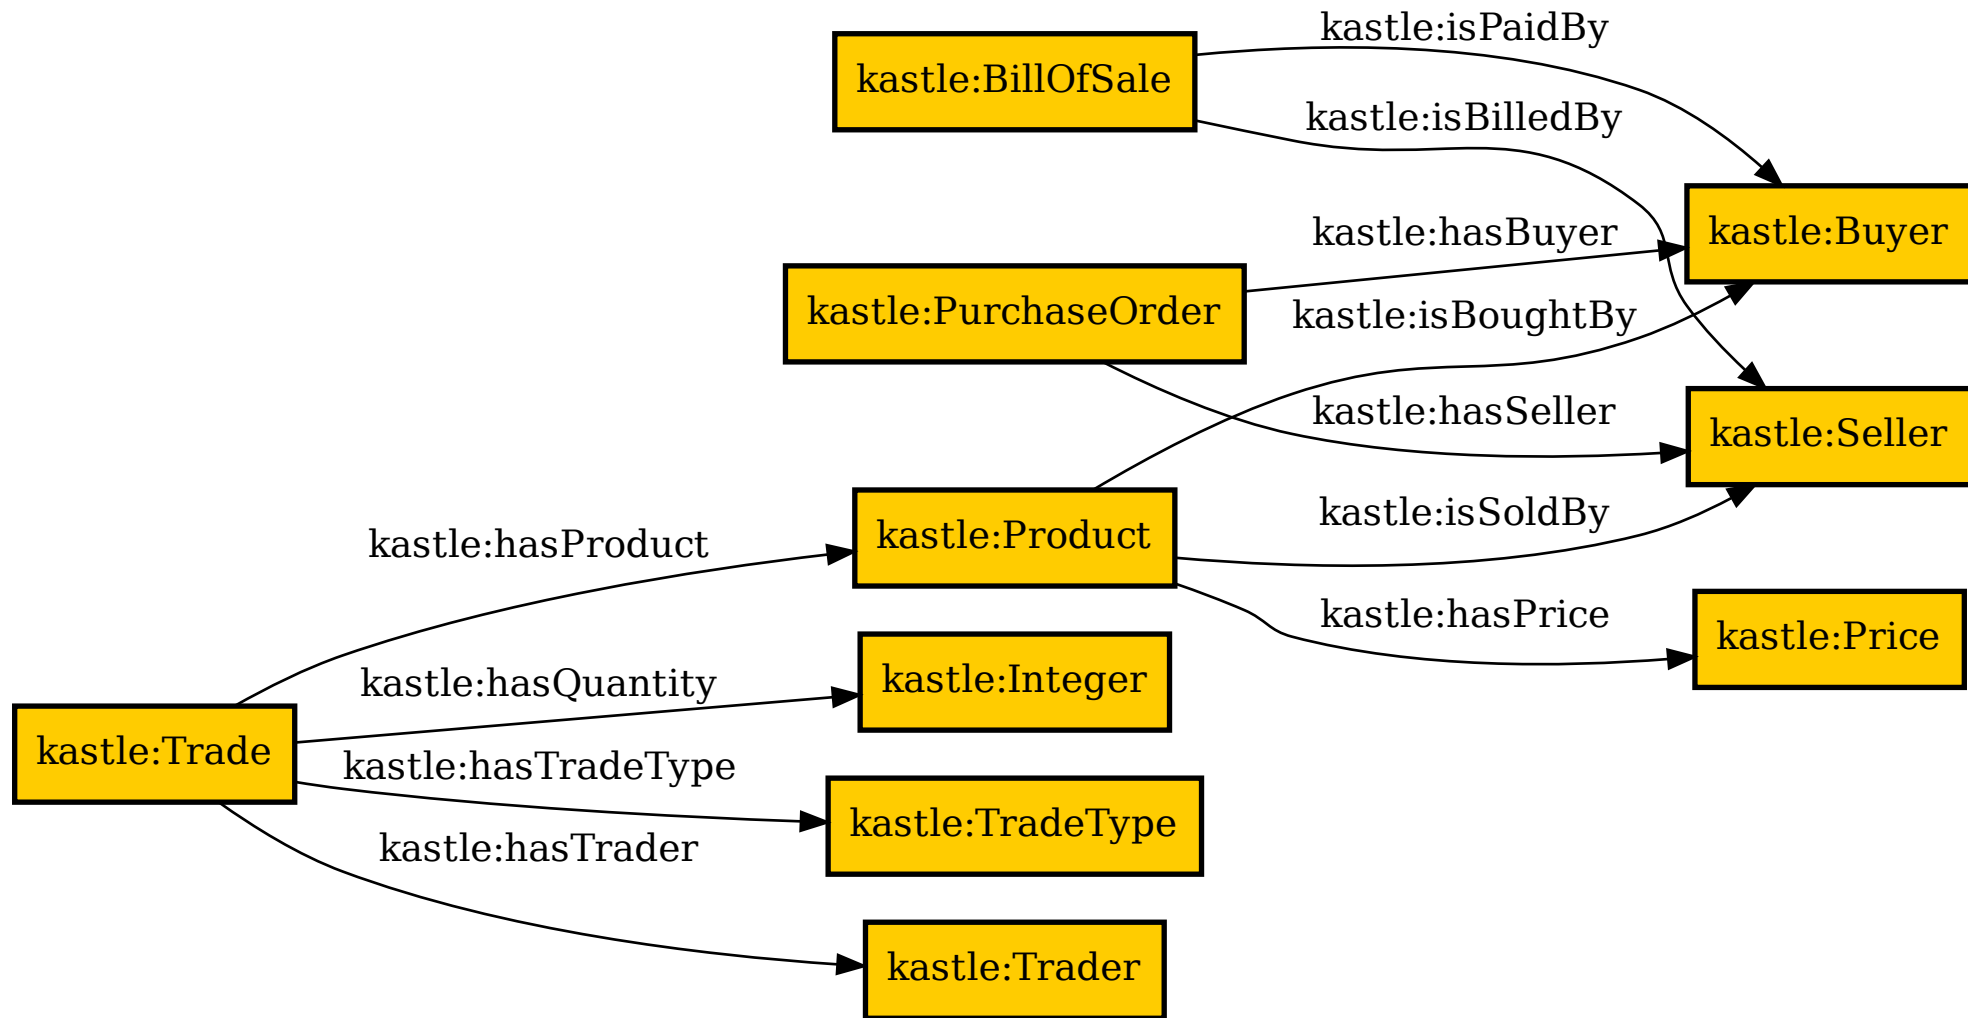 kastle:isPaidBy
kastle:BillOfSale
kastle:isBilledBy
kastle:Buyer
kastle:hasBuyer
kastle:PurchaseOrder
kastle:isBoughtBy
kastle:hasSeller
kastle:Seller
kastle:isSoldBy
kastle:Product
kastle:hasProduct
kastle:hasPrice
kastle:Price
kastle:hasQuantity
kastle:Integer
kastle:Trade
kastle:hasTradeType
kastle:TradeType
kastle:hasTrader
kastle:Trader